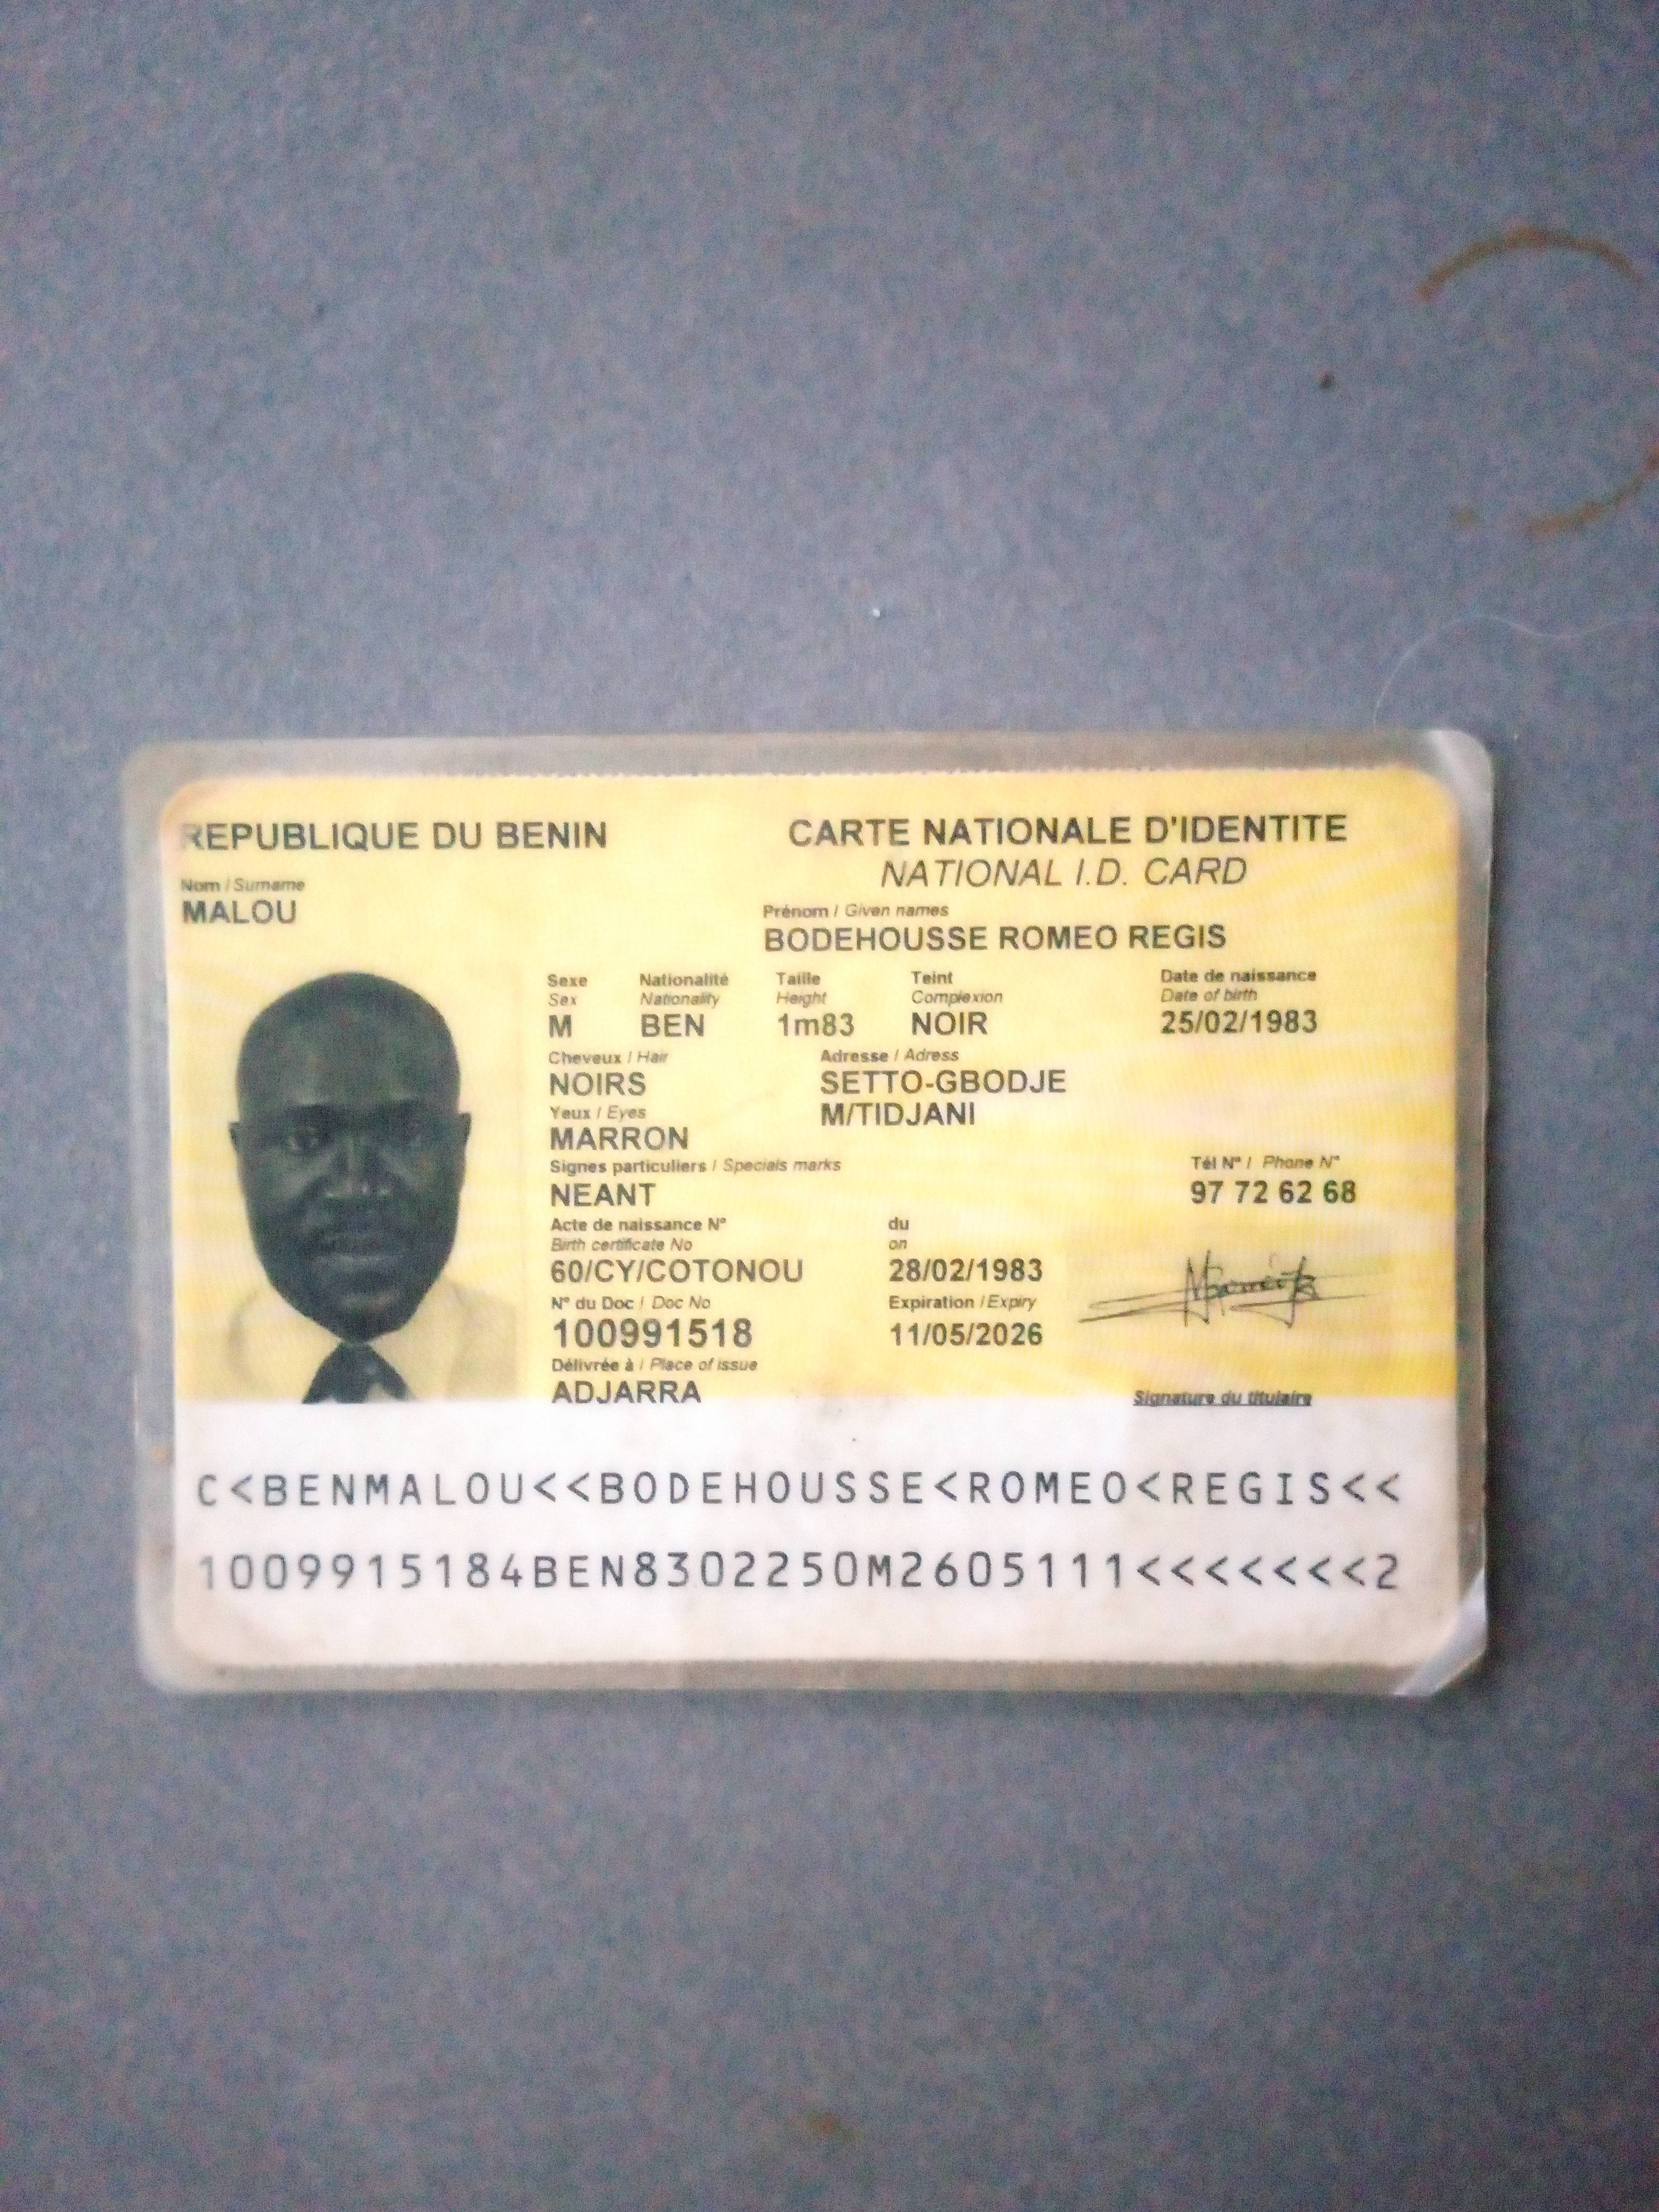 REPUBLIQUE DU BENIN
CARTE NATIONALE D'IDENTITE
NATIONAL I.D. CARD
Nom / Surname
MALOU
Prénom / Given names
BODEHOUSSE ROMEO REGIS
Sexe Nationalité Taille Teint Date de naissance
Sex Nationality Height Complexion Date of birth
M BEN 1m83 NOIR 25/02/1983
Cheveux / Hair Adresse / Adress
NOIRS SETTO-GBODJE
Yeux / Eyes M/TIDJANI
MARRON
Signes particuliers / Specials marks Tél N° / Phone N°
NEANT 97 72 62 68
Acte de naissance N° du
Birth certificate No on
60/CY/COTONOU 28/02/1983
N° du Doc / Doc No Expiration / Expiry
100991518 11/05/2026
Délivrée à / Place of issue
ADJARRA
Signature du titulaire
C<BENMALOU<<BODEHOUSSE<ROMEO<REGIS<<
1009915184BEN8302250M2605111<<<<<<<2